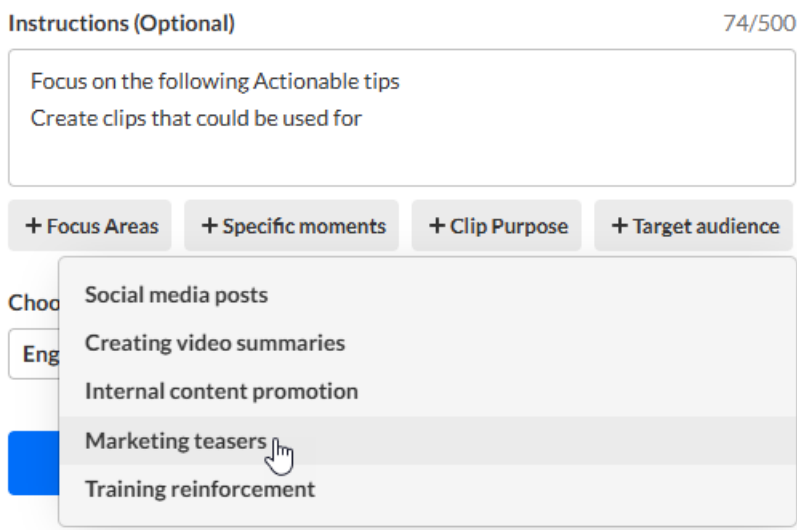 Instructions (Optional) 74/500
Focus on the following Actionable tips
Create clips that could be used for
+ Focus Areas + Specific moments + Clip Purpose + Target audience
Choo
Eng
Social media posts
Creating video summaries
Internal content promotion
Marketing teasers
Training reinforcement